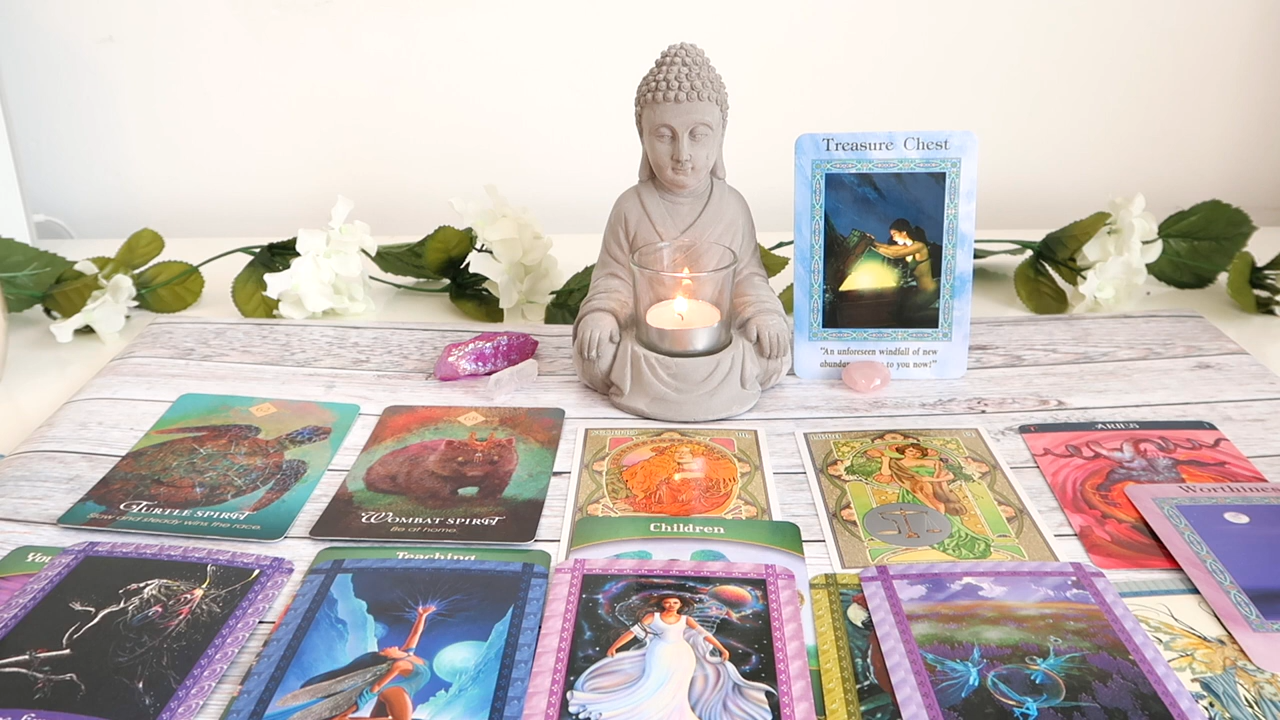 Treasure Chest
"An unforeseen windfall of new
to you now!"
TURTLE SPIRIT
Slow and steady wins the race.
WOMBAT SPIRIT
Be at home.
ARIES
Children
Teaching